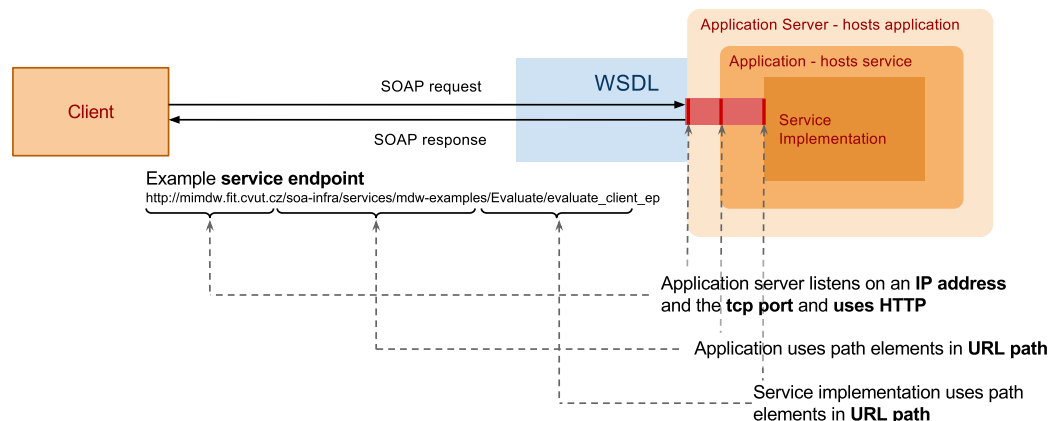 Application Server - hosts application
Application - hosts service
WSDL
SOAP request
Client
Service
Implementation
SOAP response
Example service endpoint
http://mimdw.fit.cvut.cz/soa-infra/services/mdw-examples/Evaluate/evaluate_client_ep
Application server listens on an IP address
and the tcp port and uses HTTP
Application uses path elements in URL path
Service implementation uses path
elements in URL path